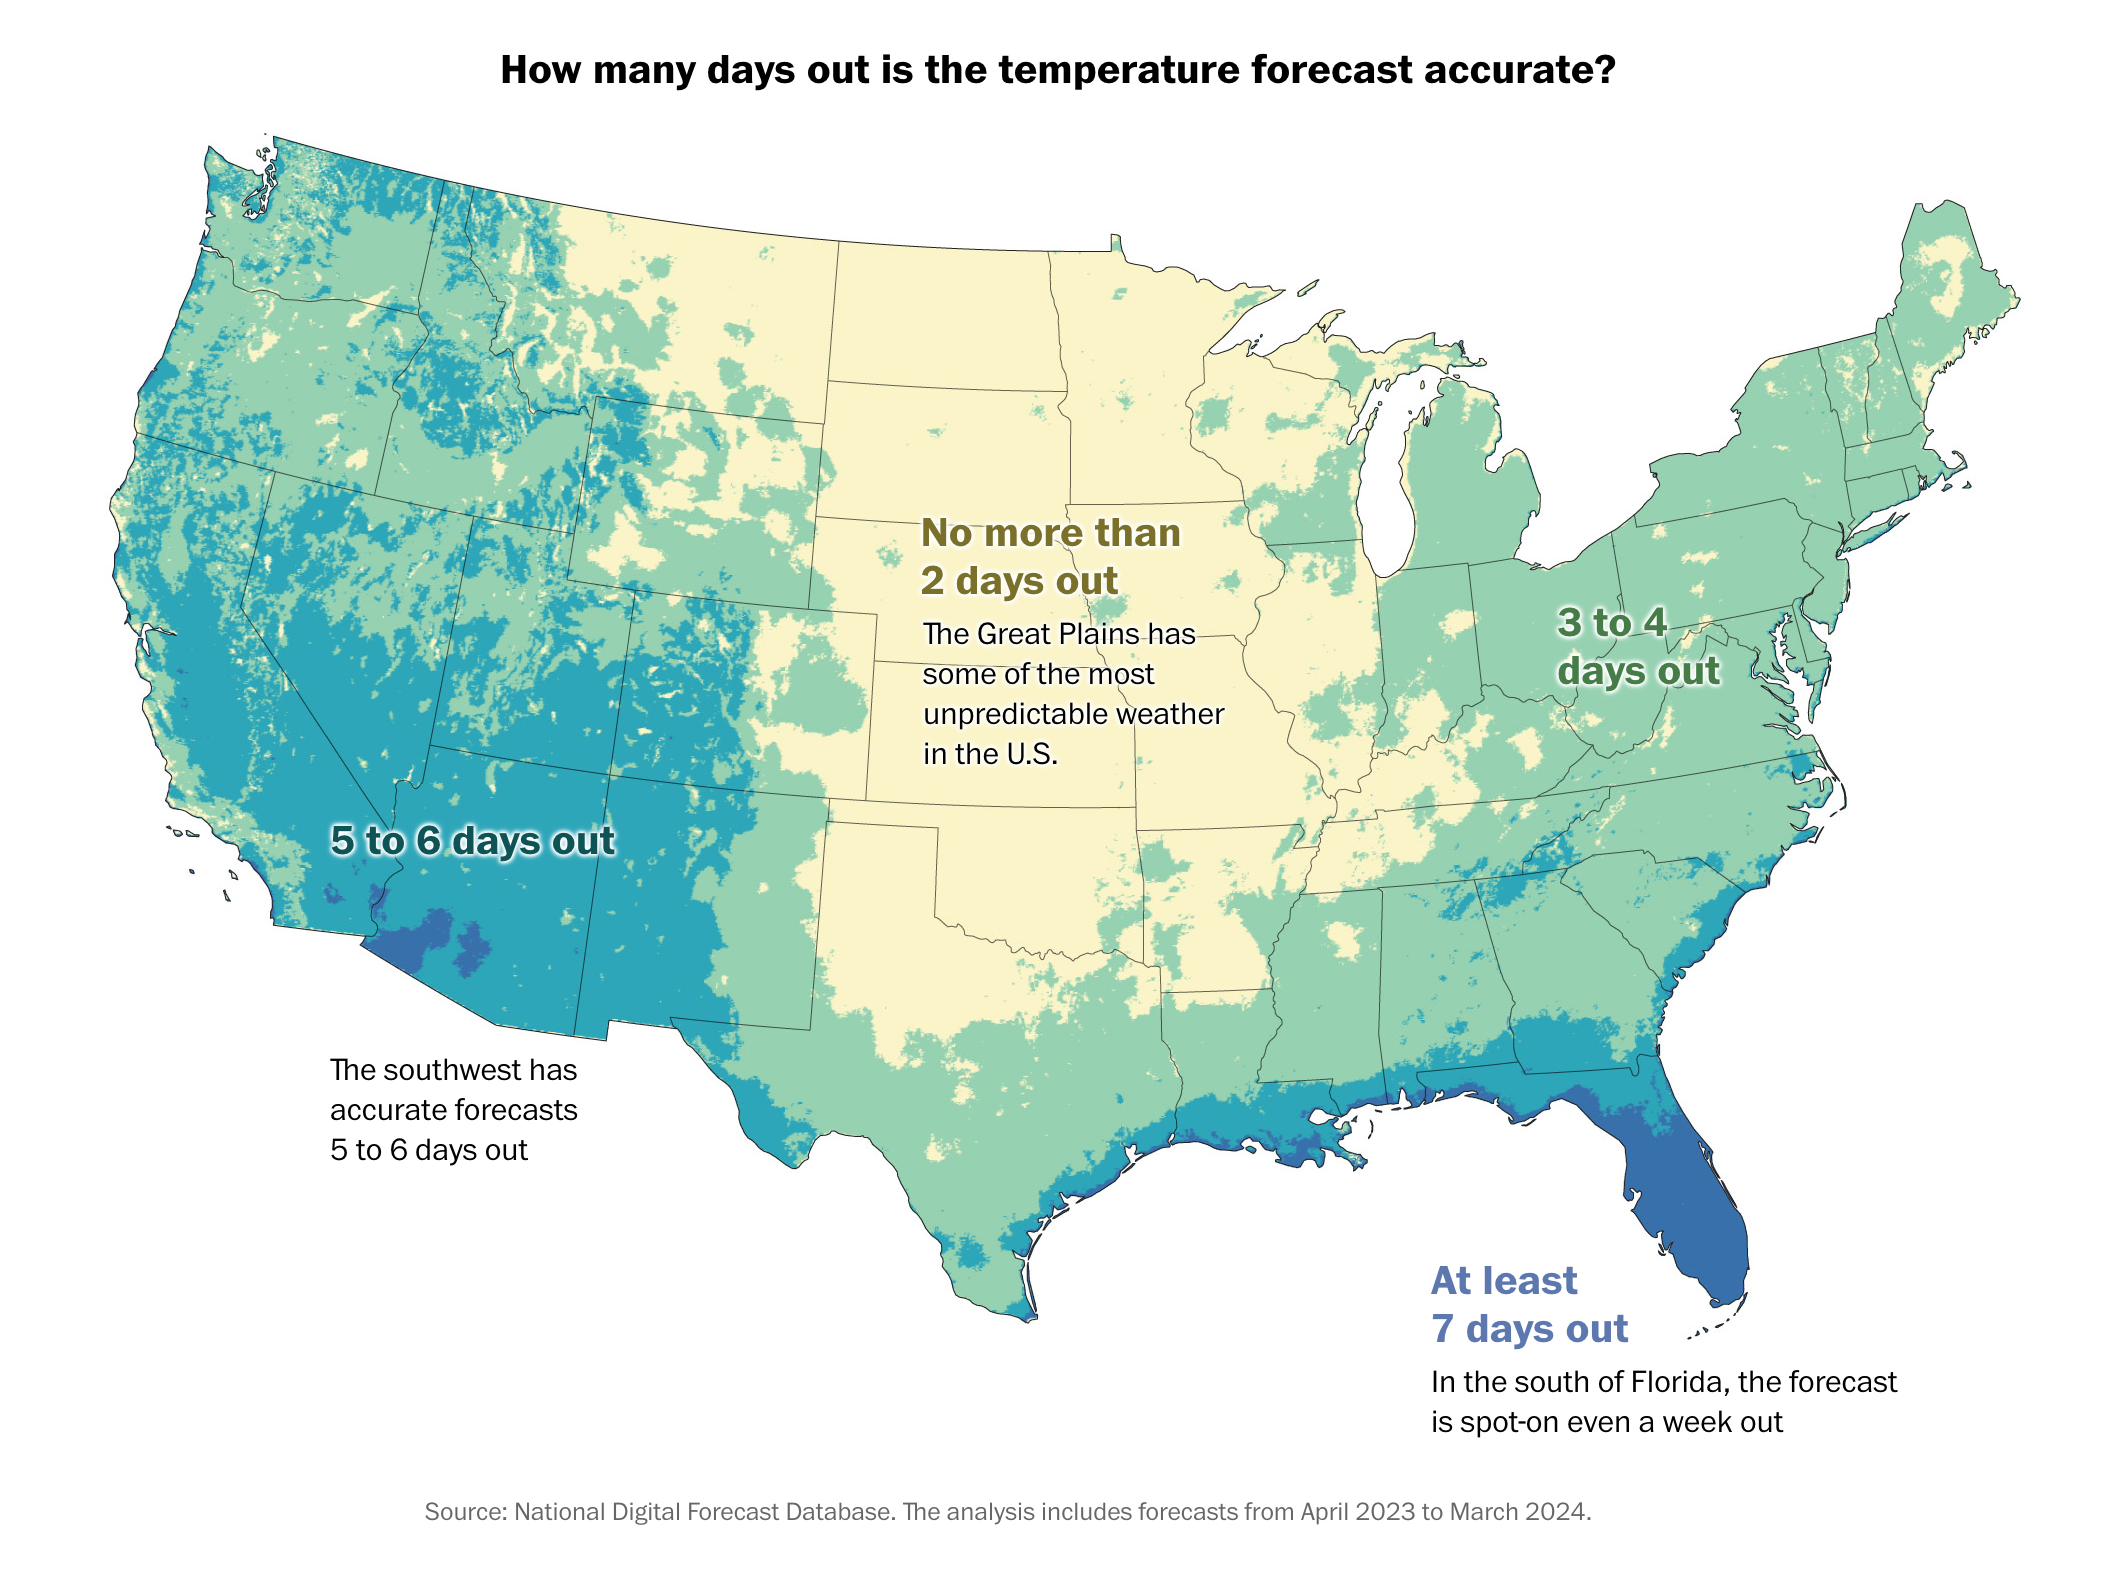 How many days out is the temperature forecast accurate?
No more than
2 days out
The Great Plains has
some of the most
unpredictable weather
in the U.S.
3 to 4
days out
5 to 6 days out
The southwest has
accurate forecasts
5 to 6 days out
At least
7 days out
In the south of Florida, the forecast
is spot-on even a week out
Source: National Digital Forecast Database. The analysis includes forecasts from April 2023 to March 2024.